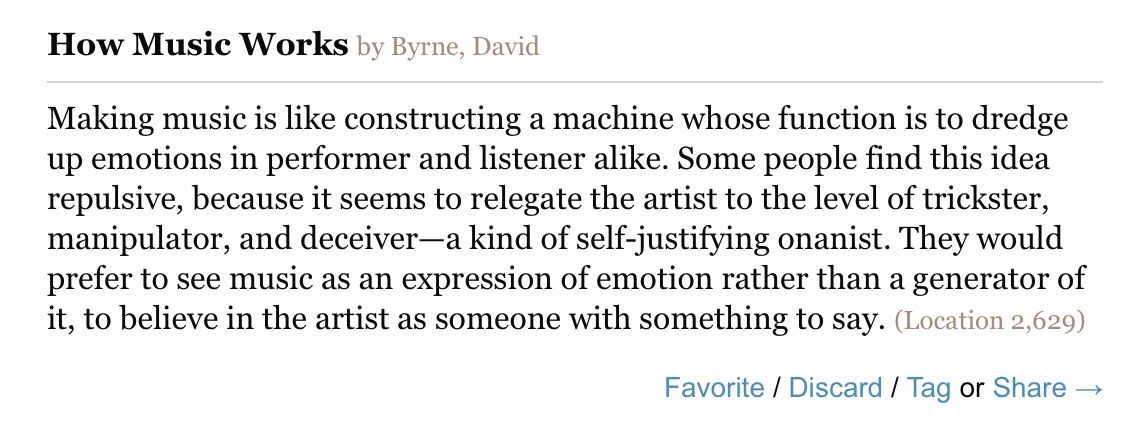 How Music Works by Byrne, David
Making music is like constructing a machine whose function is to dredge
up emotions in performer and listener alike. Some people find this idea
repulsive, because it seems to relegate the artist to the level of trickster,
manipulator, and deceiver—a kind of self-justifying onanist. They would
prefer to see music as an expression of emotion rather than a generator of
it, to believe in the artist as someone with something to say. (Location 2,629)
Favorite / Discard / Tag or Share →